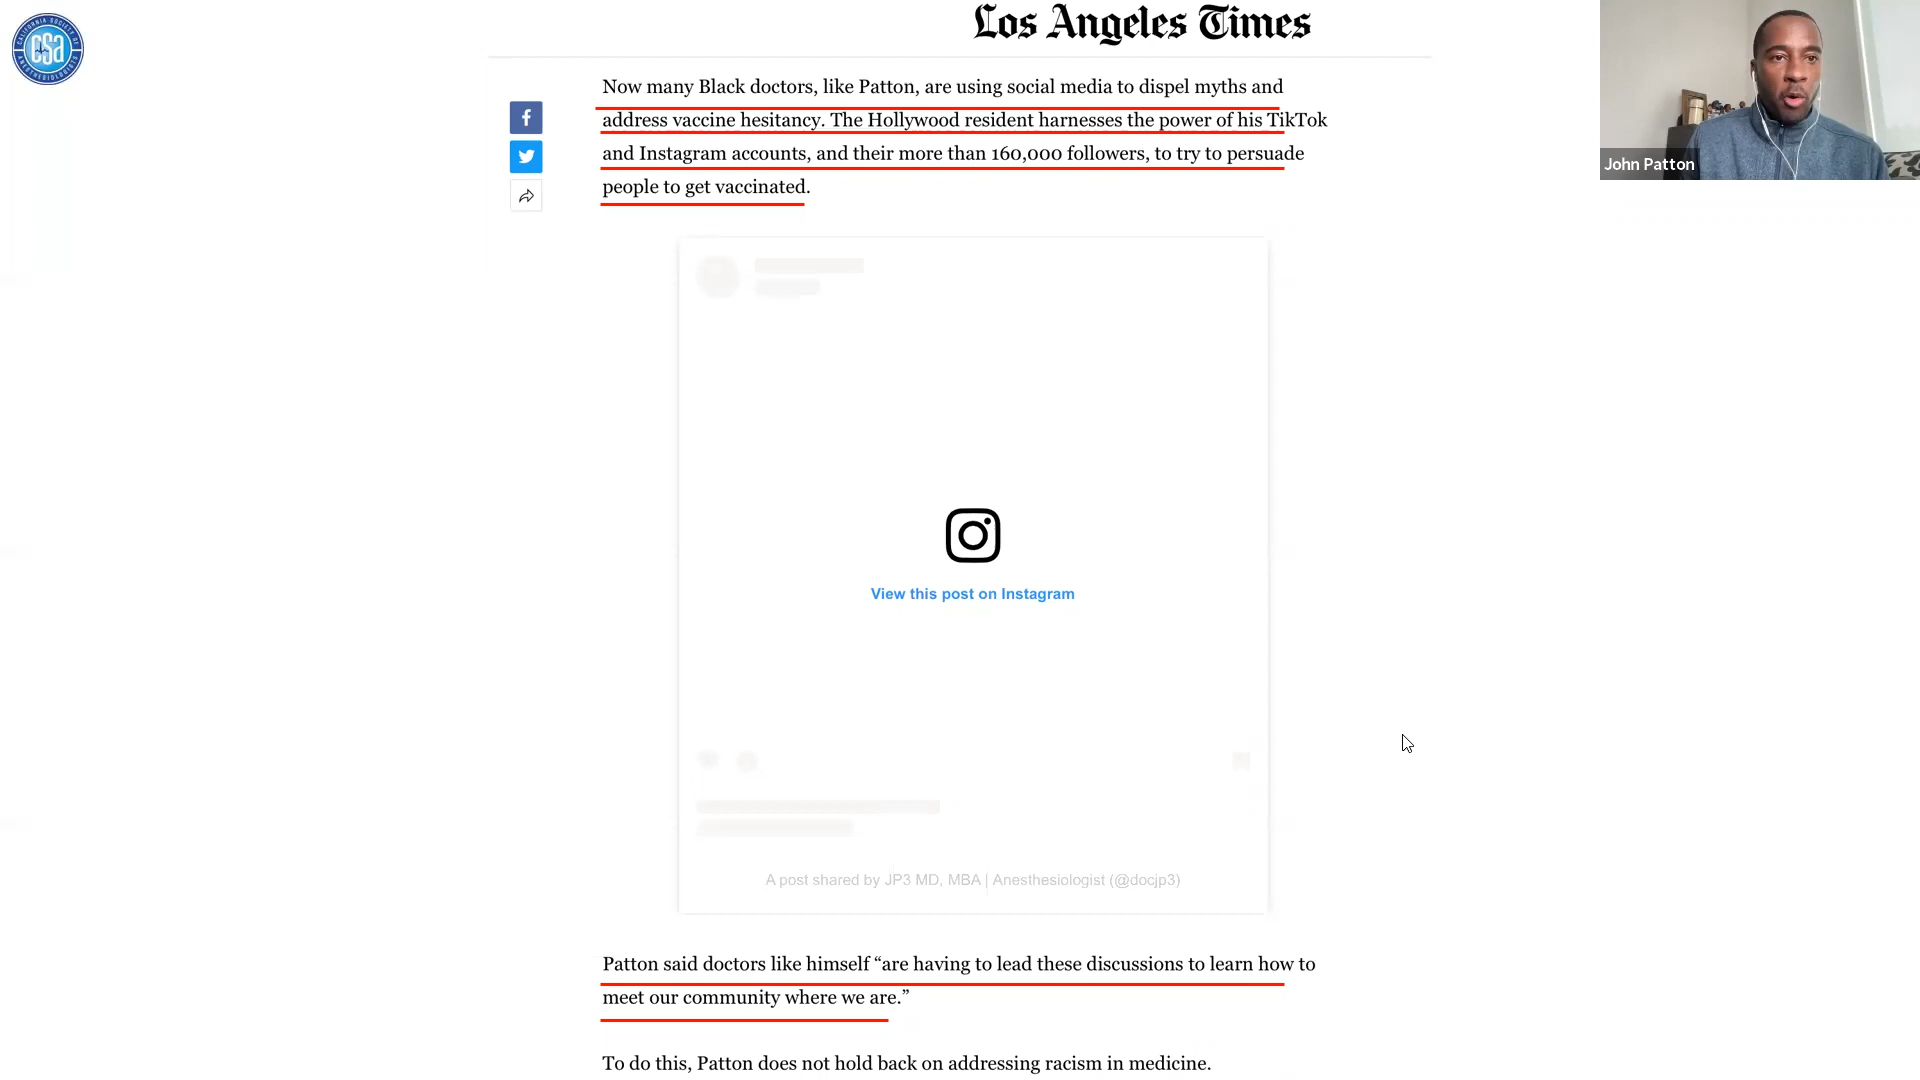 Los Angeles Times
CALIFORNIA SOCIETY OF
csa
ANESTHESIOLOGISTS
Now many Black doctors, like Patton, are using social media to dispel myths and
address vaccine hesitancy. The Hollywood resident harnesses the power of his TikTok
and Instagram accounts, and their more than 160,000 followers, to try to persuade
people to get vaccinated.
John Patton
View this post on Instagram
A post shared by JP3 MD, MBA | Anesthesiologist (@docjp3)
Patton said doctors like himself “are having to lead these discussions to learn how to
meet our community where we are.”
To do this, Patton does not hold back on addressing racism in medicine.